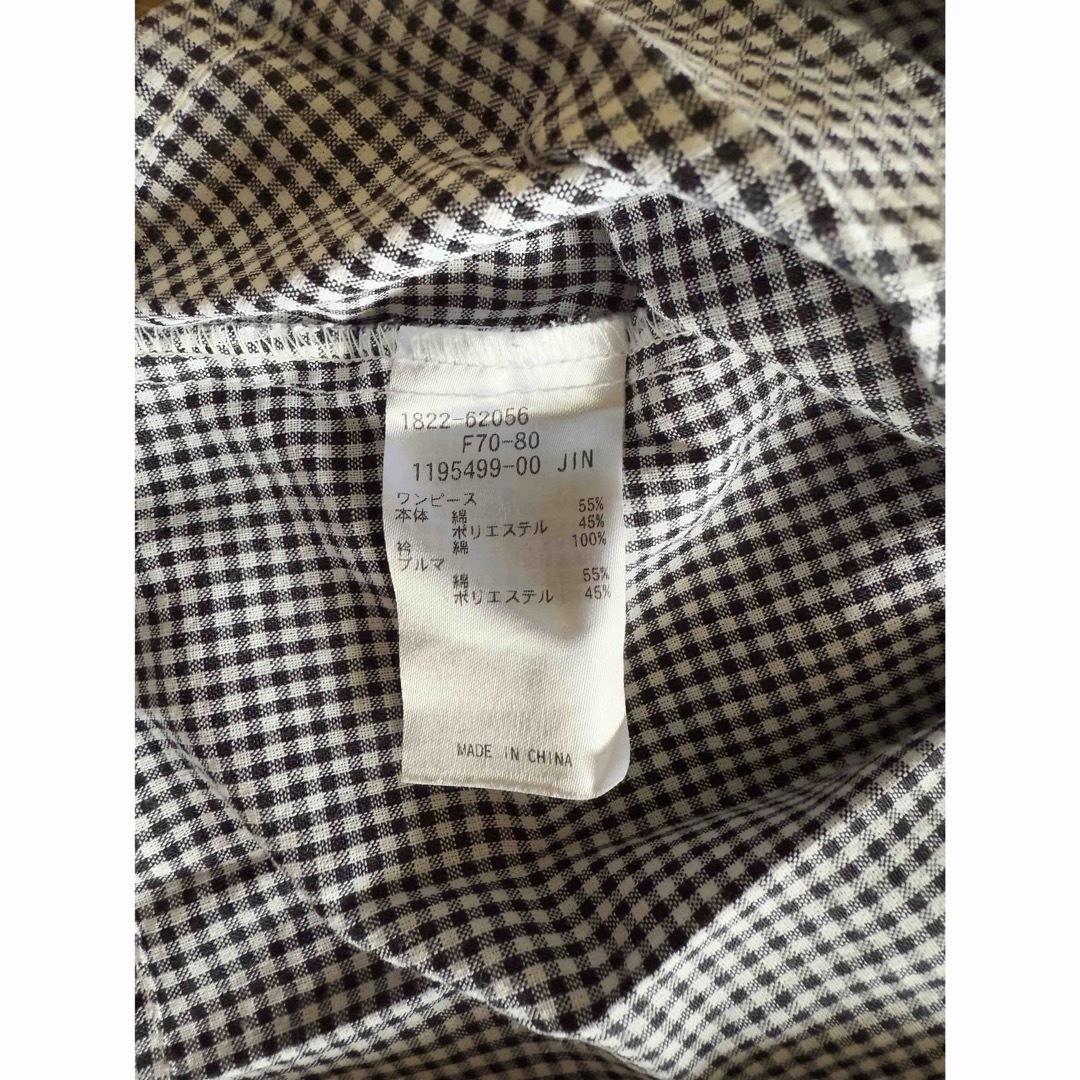 1822-62056
F70-80
1195499-00 JIN
ワンピース
本体 綿 55%
ポリエステル 45%
衿 綿 100%
ブルマ
綿 55%
ポリエステル 45%
MADE IN CHINA